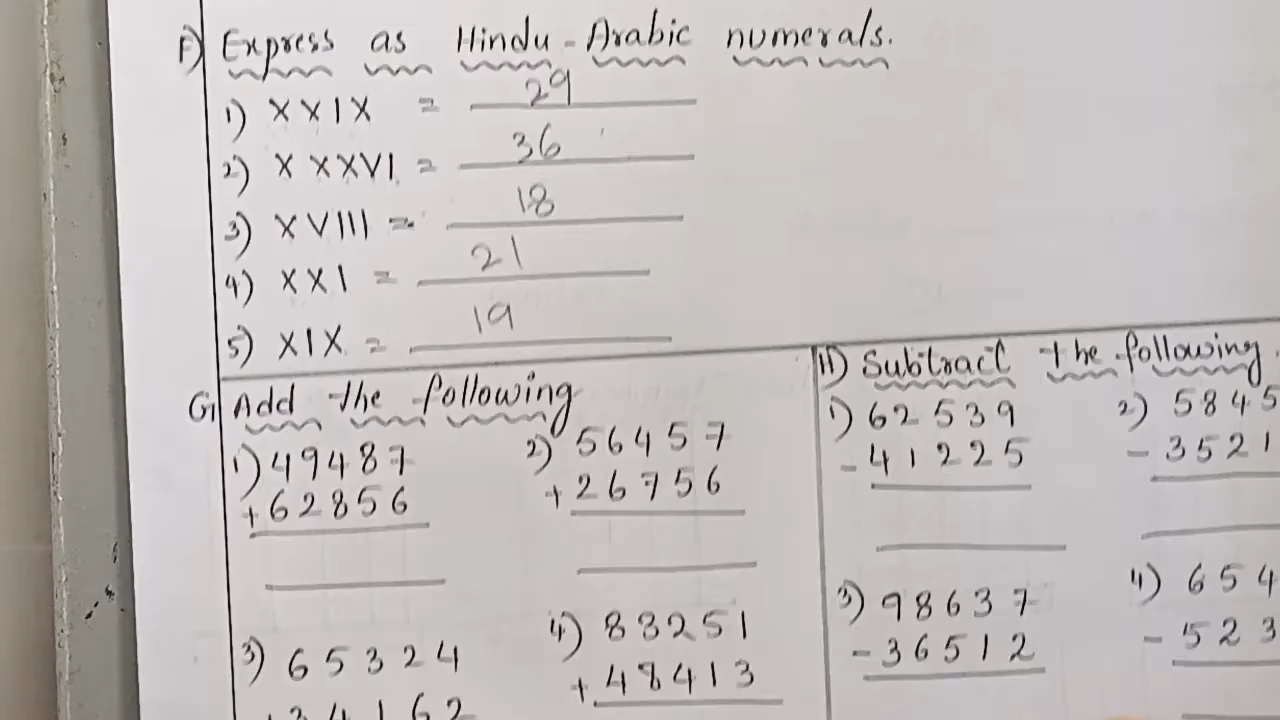 F) Express as Hindu-Arabic numerals.
1) XXIX = 29
2) XXXVI = 36
3) XVIII = 18
4) XXI = 21
5) XIX = 19
G) Add the following
1) 49487
+62856
2) 56457
+26756
3) 65324
+34162
4) 83251
+48413
H) Subtract the following.
1) 62539
-41225
2) 5845
-3521
3) 98637
-36512
4) 654
-523